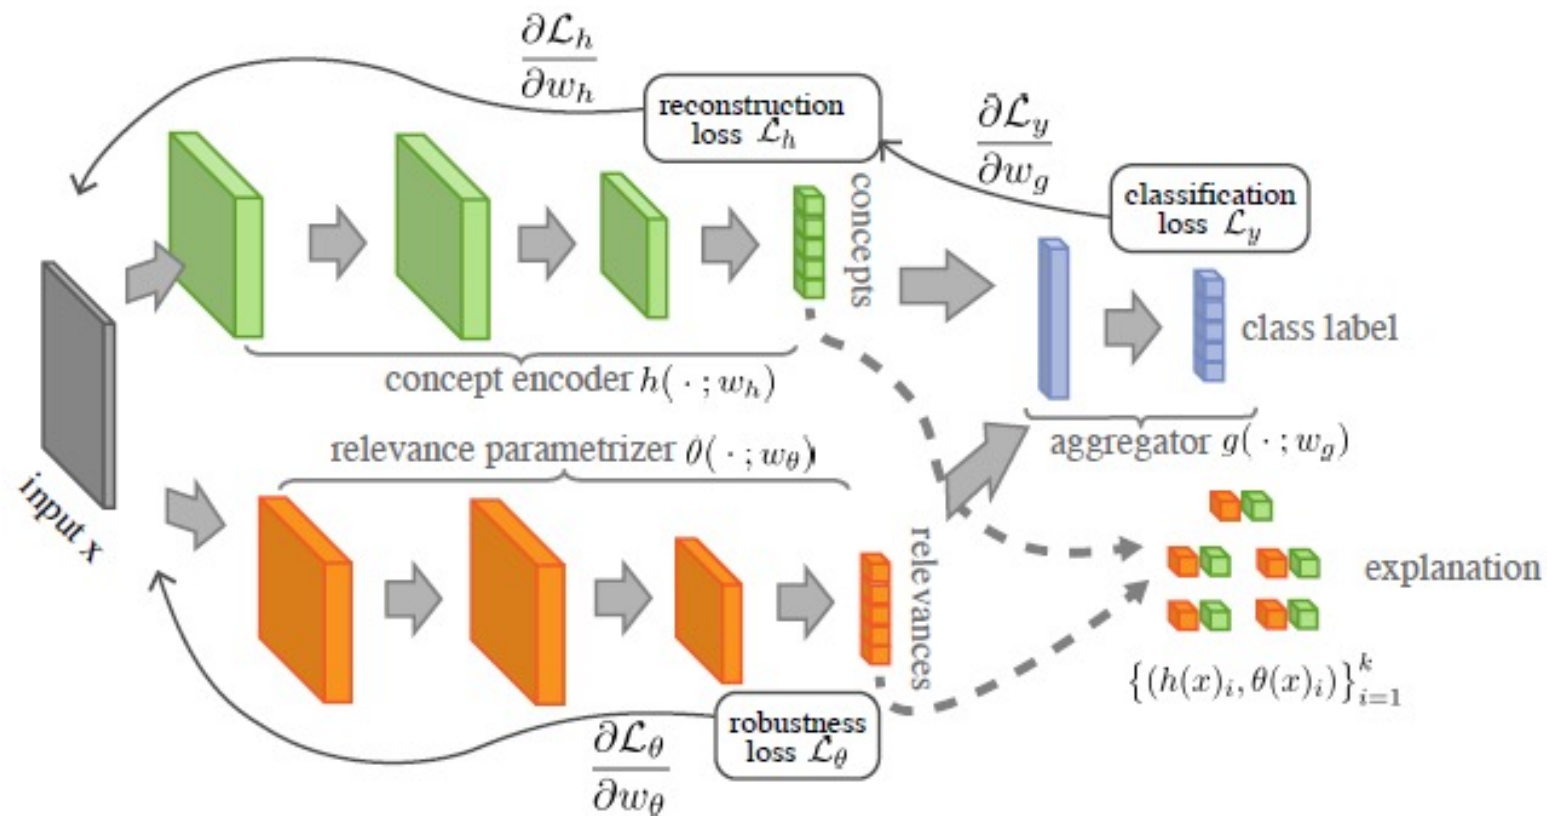 ∂ℒ_h
∂w_h
reconstruction
loss ℒ_h
∂ℒ_y
∂w_g
classification
loss ℒ_y
concepts
class label
concept encoder h( · ; w_h)
aggregator g( · ; w_g)
relevance parametrizer θ( · ; w_θ)
input x
relevances
explanation
{(h(x)_i, θ(x)_i)}_{i=1}^k
robustness
loss ℒ_θ
∂ℒ_θ
∂w_θ